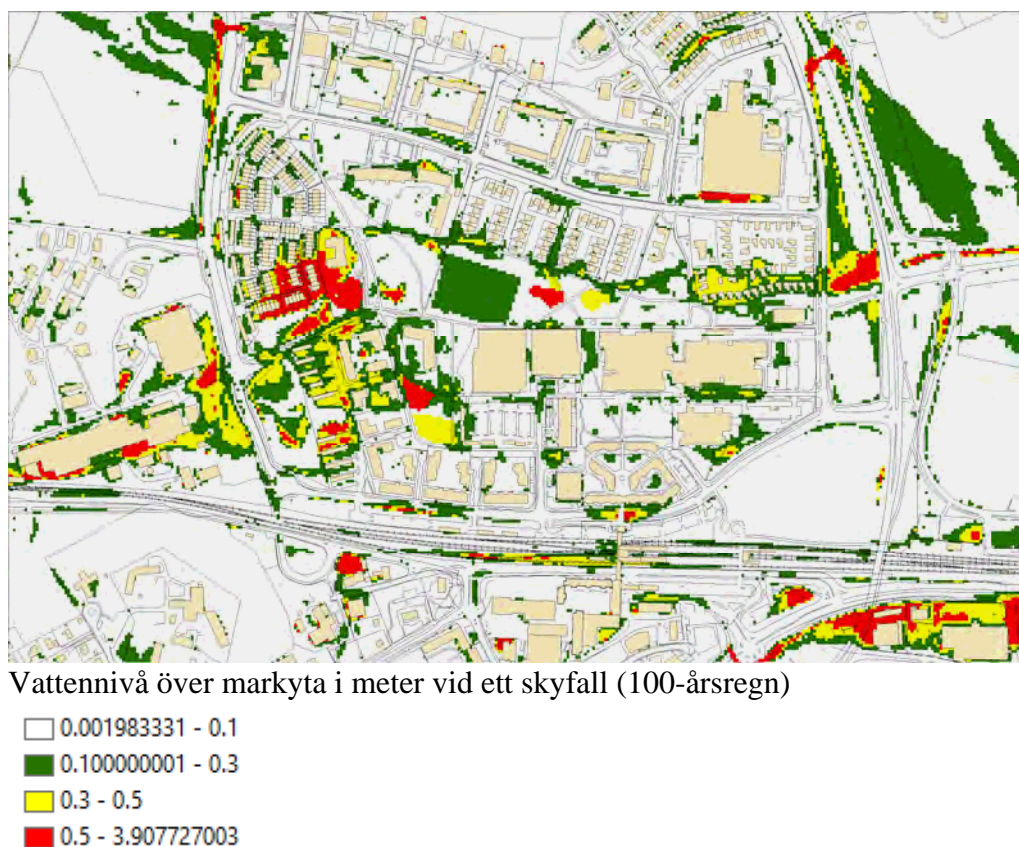 Vattennivå över markyta i meter vid ett skyfall (100-årsregn)
0.001983331 - 0.1
0.100000001 - 0.3
0.3 - 0.5
0.5 - 3.907727003